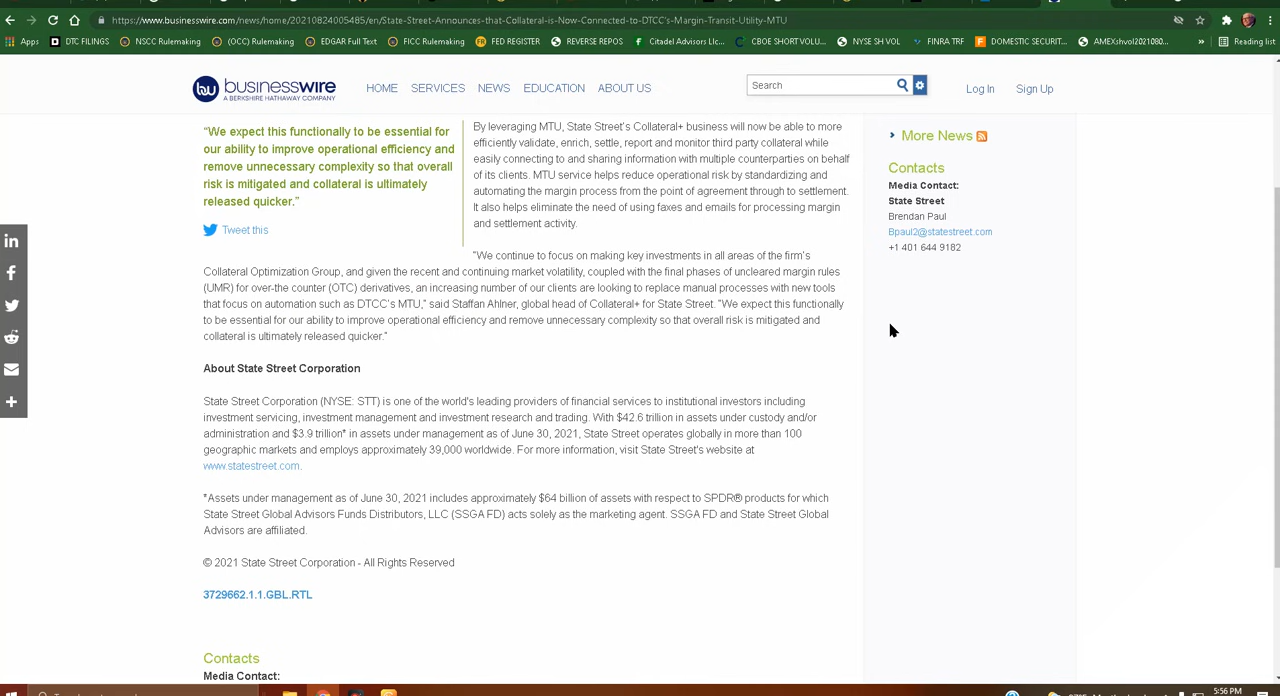 https://www.businesswire.com/news/home/20210824005485/en/State-Street-Announces-that-Collateral-is-Now-Connected-to-DTCC's-Margin-Transit-Utility-MTU
Apps DTC FILINGS NSCC Rulemaking (OCC) Rulemaking EDGAR Full Text FICC Rulemaking FED REGISTER REVERSE REPOS Citadel Advisors Llc... CBOE SHORT VOLU... NYSE SH VOL FINRA TRF DOMESTIC SECURIT... AMEXshvol2021080... » Reading list
bw businesswire
A BERKSHIRE HATHAWAY COMPANY
HOME SERVICES NEWS EDUCATION ABOUT US
Search
Log In Sign Up
“We expect this functionally to be essential for
our ability to improve operational efficiency and
remove unnecessary complexity so that overall
risk is mitigated and collateral is ultimately
released quicker.”
Tweet this
By leveraging MTU, State Street's Collateral+ business will now be able to more
efficiently validate, enrich, settle, report and monitor third party collateral while
easily connecting to and sharing information with multiple counterparties on behalf
of its clients. MTU service helps reduce operational risk by standardizing and
automating the margin process from the point of agreement through to settlement.
It also helps eliminate the need of using faxes and emails for processing margin
and settlement activity.
"We continue to focus on making key investments in all areas of the firm's
Collateral Optimization Group, and given the recent and continuing market volatility, coupled with the final phases of uncleared margin rules
(UMR) for over-the counter (OTC) derivatives, an increasing number of our clients are looking to replace manual processes with new tools
that focus on automation such as DTCC's MTU,” said Staffan Ahlner, global head of Collateral+ for State Street. “We expect this functionally
to be essential for our ability to improve operational efficiency and remove unnecessary complexity so that overall risk is mitigated and
collateral is ultimately released quicker.”
About State Street Corporation
State Street Corporation (NYSE: STT) is one of the world's leading providers of financial services to institutional investors including
investment servicing, investment management and investment research and trading. With $42.6 trillion in assets under custody and/or
administration and $3.9 trillion* in assets under management as of June 30, 2021, State Street operates globally in more than 100
geographic markets and employs approximately 39,000 worldwide. For more information, visit State Street's website at
www.statestreet.com.
*Assets under management as of June 30, 2021 includes approximately $64 billion of assets with respect to SPDR® products for which
State Street Global Advisors Funds Distributors, LLC (SSGA FD) acts solely as the marketing agent. SSGA FD and State Street Global
Advisors are affiliated.
© 2021 State Street Corporation - All Rights Reserved
3729662.1.1.GBL.RTL
Contacts
Media Contact:
More News
Contacts
Media Contact:
State Street
Brendan Paul
Bpaul2@statestreet.com
+1 401 644 9182
5:56 PM